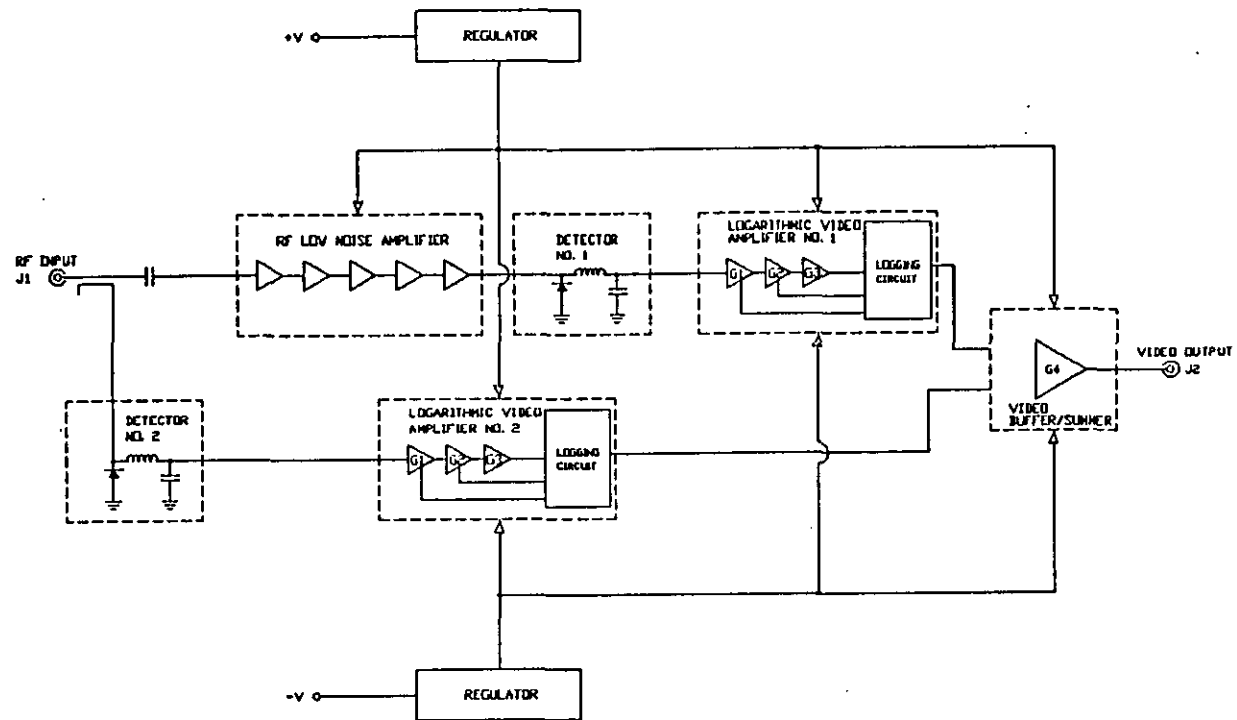 REGULATOR
+V
RF LOW NOISE AMPLIFIER
DETECTOR
NO. 1
LOGARITHMIC VIDEO
AMPLIFIER NO. 1
G1
G2
G3
LOGGING
CIRCUIT
RF INPUT
J1
VIDEO OUTPUT
J2
G4
VIDEO
BUFFER/SUMMER
DETECTOR
NO. 2
LOGARITHMIC VIDEO
AMPLIFIER NO. 2
G1
G2
G3
LOGGING
CIRCUIT
-V
REGULATOR